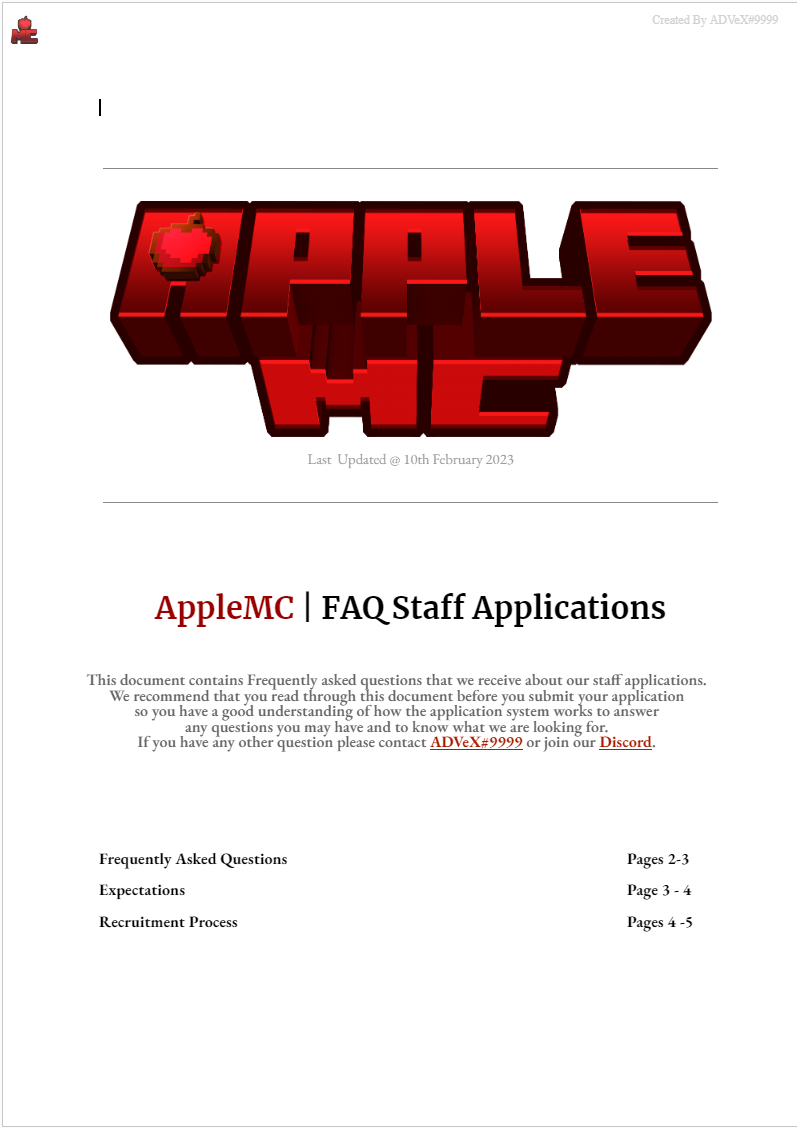 MC
Created By ADVeX#9999
APPLE
MC
Last Updated @ 10th February 2023
AppleMC | FAQ Staff Applications
This document contains Frequently asked questions that we receive about our staff applications.
We recommend that you read through this document before you submit your application
so you have a good understanding of how the application system works to answer
any questions you may have and to know what we are looking for.
If you have any other question please contact ADVeX#9999 or join our Discord.
Frequently Asked Questions Pages 2-3
Expectations Page 3 - 4
Recruitment Process Pages 4 -5